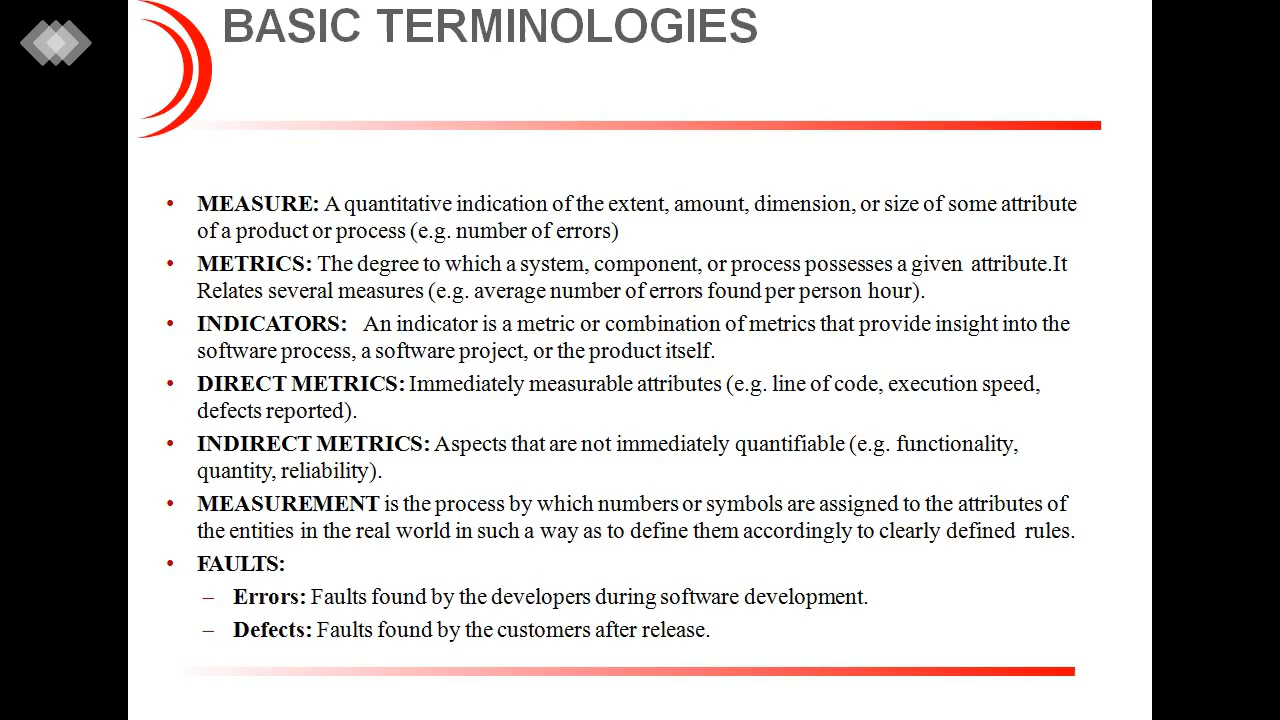 BASIC TERMINOLOGIES
• MEASURE: A quantitative indication of the extent, amount, dimension, or size of some attribute
of a product or process (e.g. number of errors)
• METRICS: The degree to which a system, component, or process possesses a given attribute.It
Relates several measures (e.g. average number of errors found per person hour).
• INDICATORS: An indicator is a metric or combination of metrics that provide insight into the
software process, a software project, or the product itself.
• DIRECT METRICS: Immediately measurable attributes (e.g. line of code, execution speed,
defects reported).
• INDIRECT METRICS: Aspects that are not immediately quantifiable (e.g. functionality,
quantity, reliability).
• MEASUREMENT is the process by which numbers or symbols are assigned to the attributes of
the entities in the real world in such a way as to define them accordingly to clearly defined rules.
• FAULTS:
– Errors: Faults found by the developers during software development.
– Defects: Faults found by the customers after release.